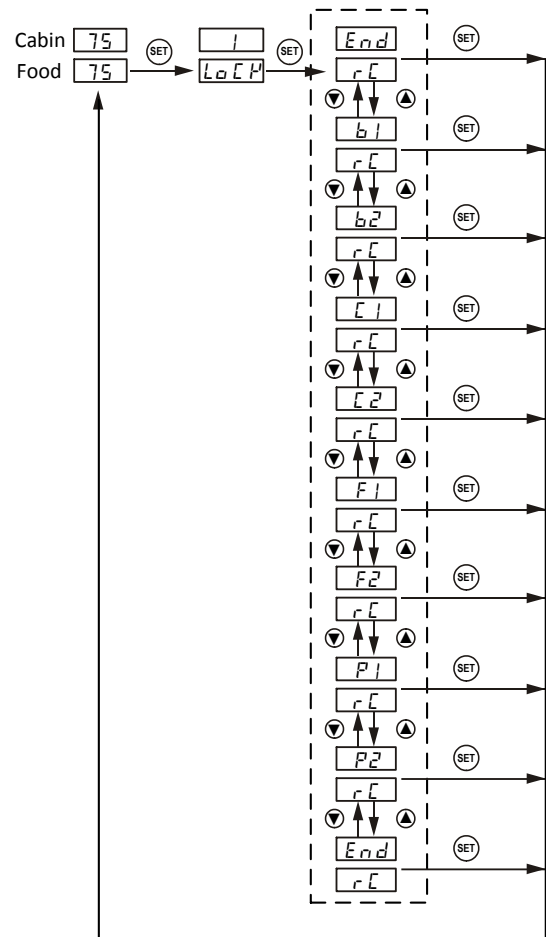 Cabin 75 SET 1 SET End SET
Food 75 LoCK rC
b1 SET
rC
b2 SET
rC
C1 SET
rC
C2 SET
rC
F1 SET
rC
F2 SET
rC
P1 SET
rC
P2 SET
rC
End SET
rC